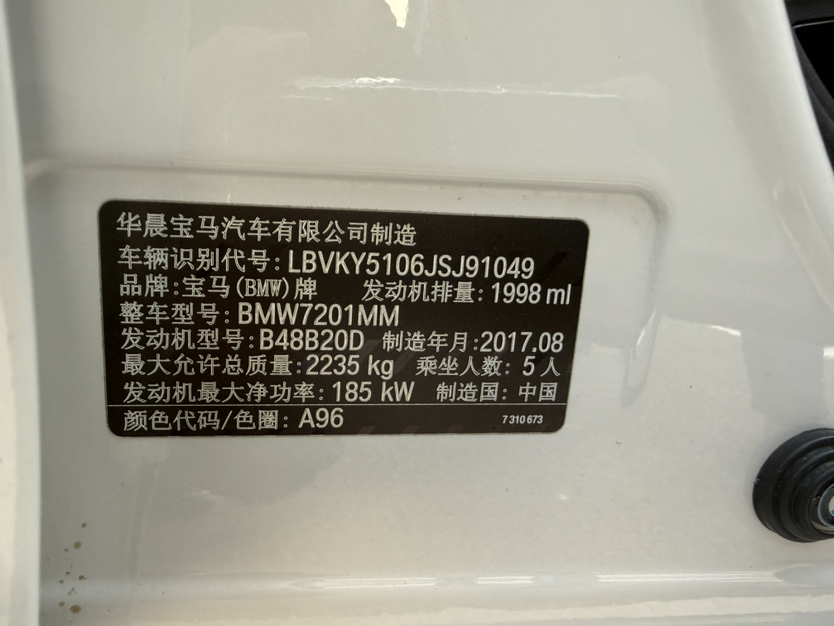 华晨宝马汽车有限公司制造
车辆识别代号: LBVKY5106JSJ91049
品牌: 宝马(BMW)牌 发动机排量: 1998 ml
整车型号: BMW7201MM
发动机型号: B48B20D 制造年月: 2017.08
最大允许总质量: 2235 kg 乘坐人数: 5 人
发动机最大净功率: 185 kW 制造国: 中国
颜色代码/色圈: A96 7 310 673